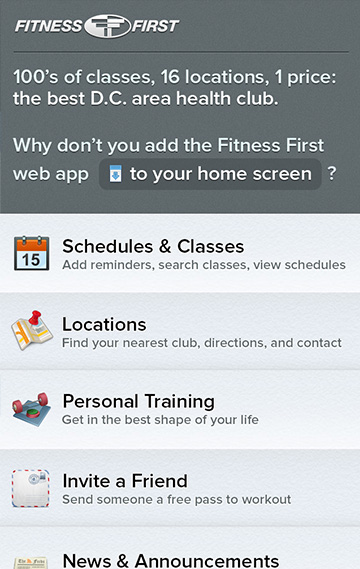 FITNESS FIRST
100's of classes, 16 locations, 1 price:
the best D.C. area health club.
Why don't you add the Fitness First
web app to your home screen ?
15
Schedules & Classes
Add reminders, search classes, view schedules
Locations
Find your nearest club, directions, and contact
Personal Training
Get in the best shape of your life
Invite a Friend
Send someone a free pass to workout
News & Announcements